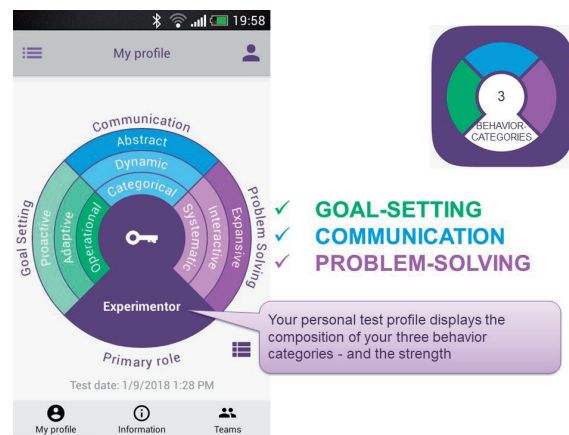 19:58
My profile
Communication
Abstract
Dynamic
Categorical
Goal Setting
Proactive
Adaptive
Operational
Problem Solving
Systematic
Interactive
Expansive
Experimentor
Primary role
Test date: 1/9/2018 1:28 PM
My profile
Information
Teams
3
BEHAVIOR-
CATEGORIES
✓ GOAL-SETTING
✓ COMMUNICATION
✓ PROBLEM-SOLVING
Your personal test profile displays the
composition of your three behavior
categories - and the strength